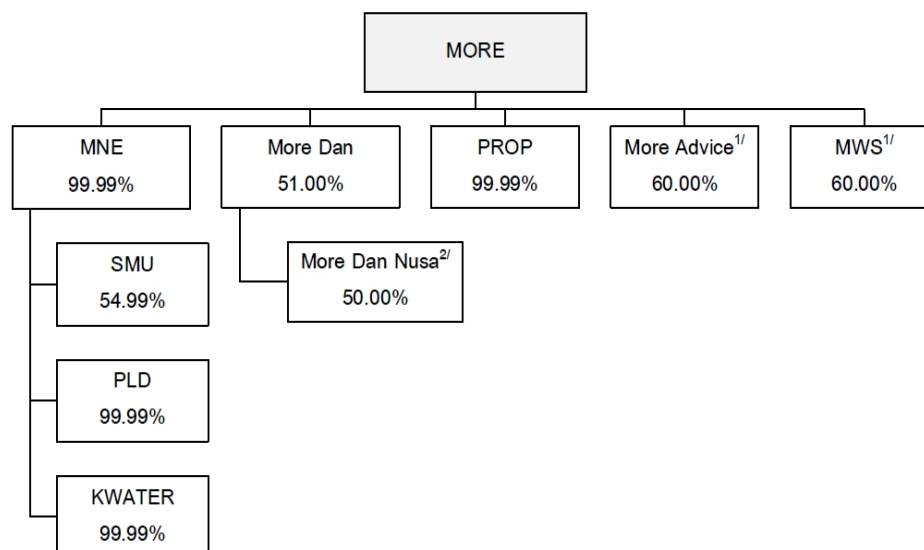 MORE
MNE
99.99%
More Dan
51.00%
PROP
99.99%
More Advice1/
60.00%
MWS1/
60.00%
SMU
54.99%
More Dan Nusa2/
50.00%
PLD
99.99%
KWATER
99.99%